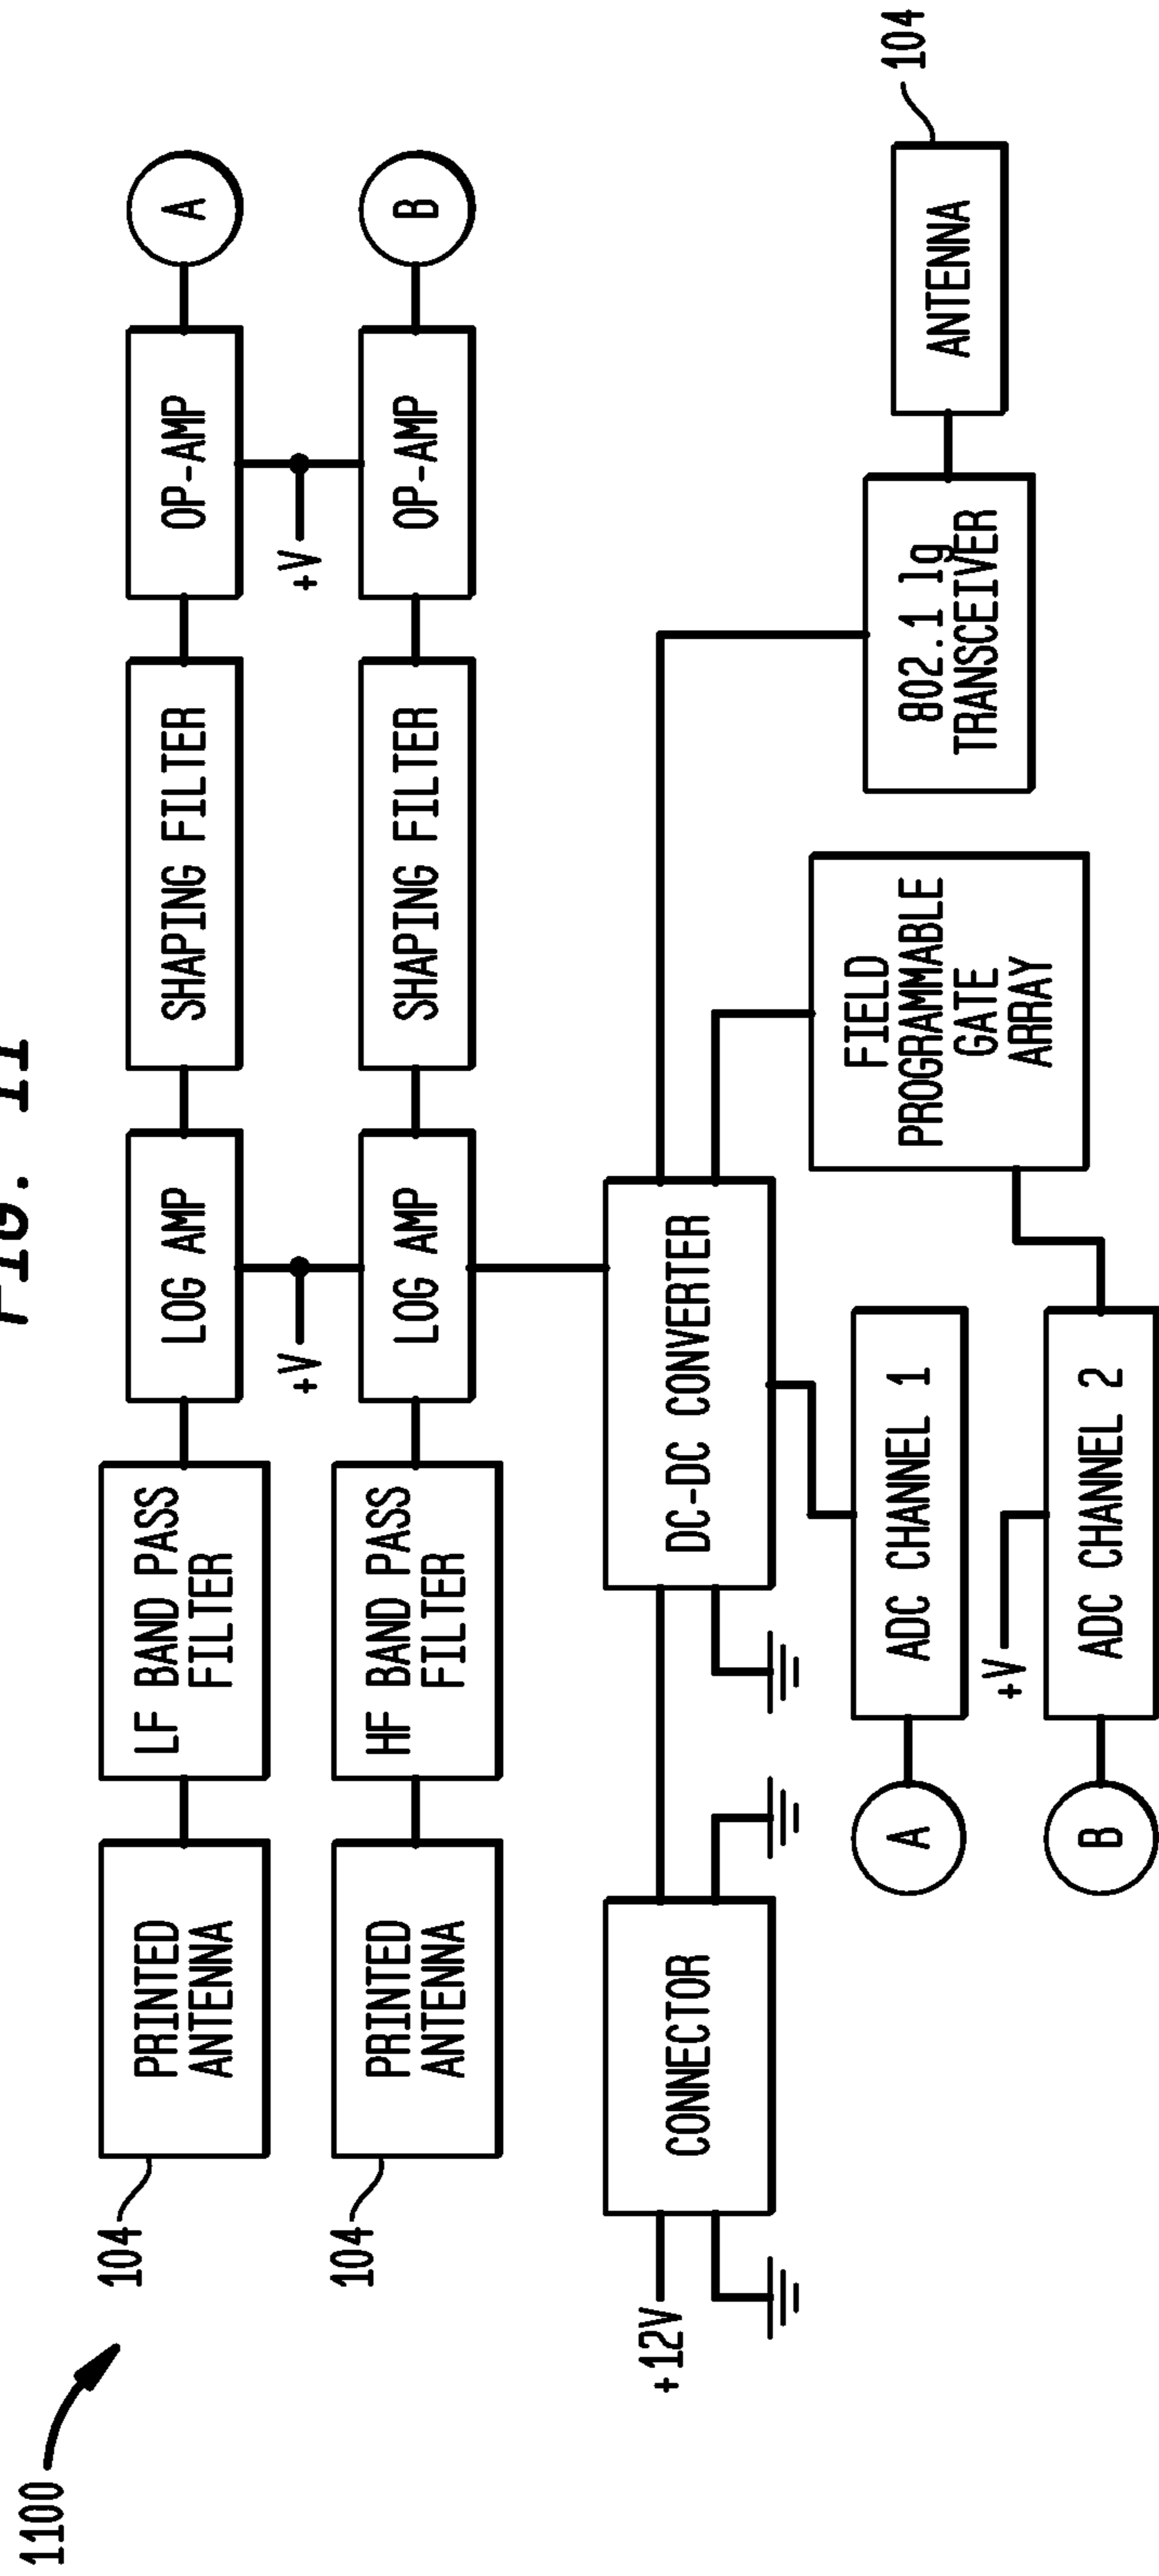 FIG. 11
1100
104
PRINTED
ANTENNA
LF BAND PASS
FILTER
LOG AMP
SHAPING FILTER
OP-AMP
A
+V
+V
104
PRINTED
ANTENNA
HF BAND PASS
FILTER
LOG AMP
SHAPING FILTER
OP-AMP
B
+12V
CONNECTOR
DC-DC CONVERTER
A
ADC CHANNEL 1
FIELD
PROGRAMMABLE
GATE
ARRAY
802.1 1g
TRANSCEIVER
ANTENNA
104
+V
B
ADC CHANNEL 2